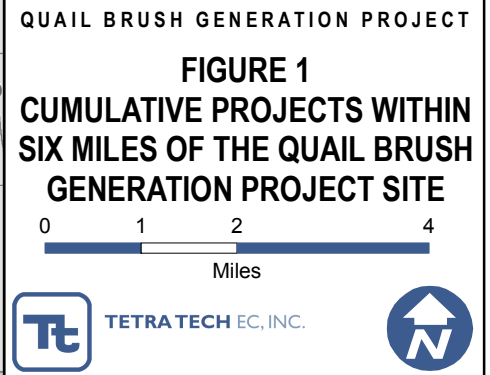 QUAIL BRUSH GENERATION PROJECT
FIGURE 1
CUMULATIVE PROJECTS WITHIN
SIX MILES OF THE QUAIL BRUSH
GENERATION PROJECT SITE
0 1 2 4
Miles
Tt TETRA TECH EC, INC.
N